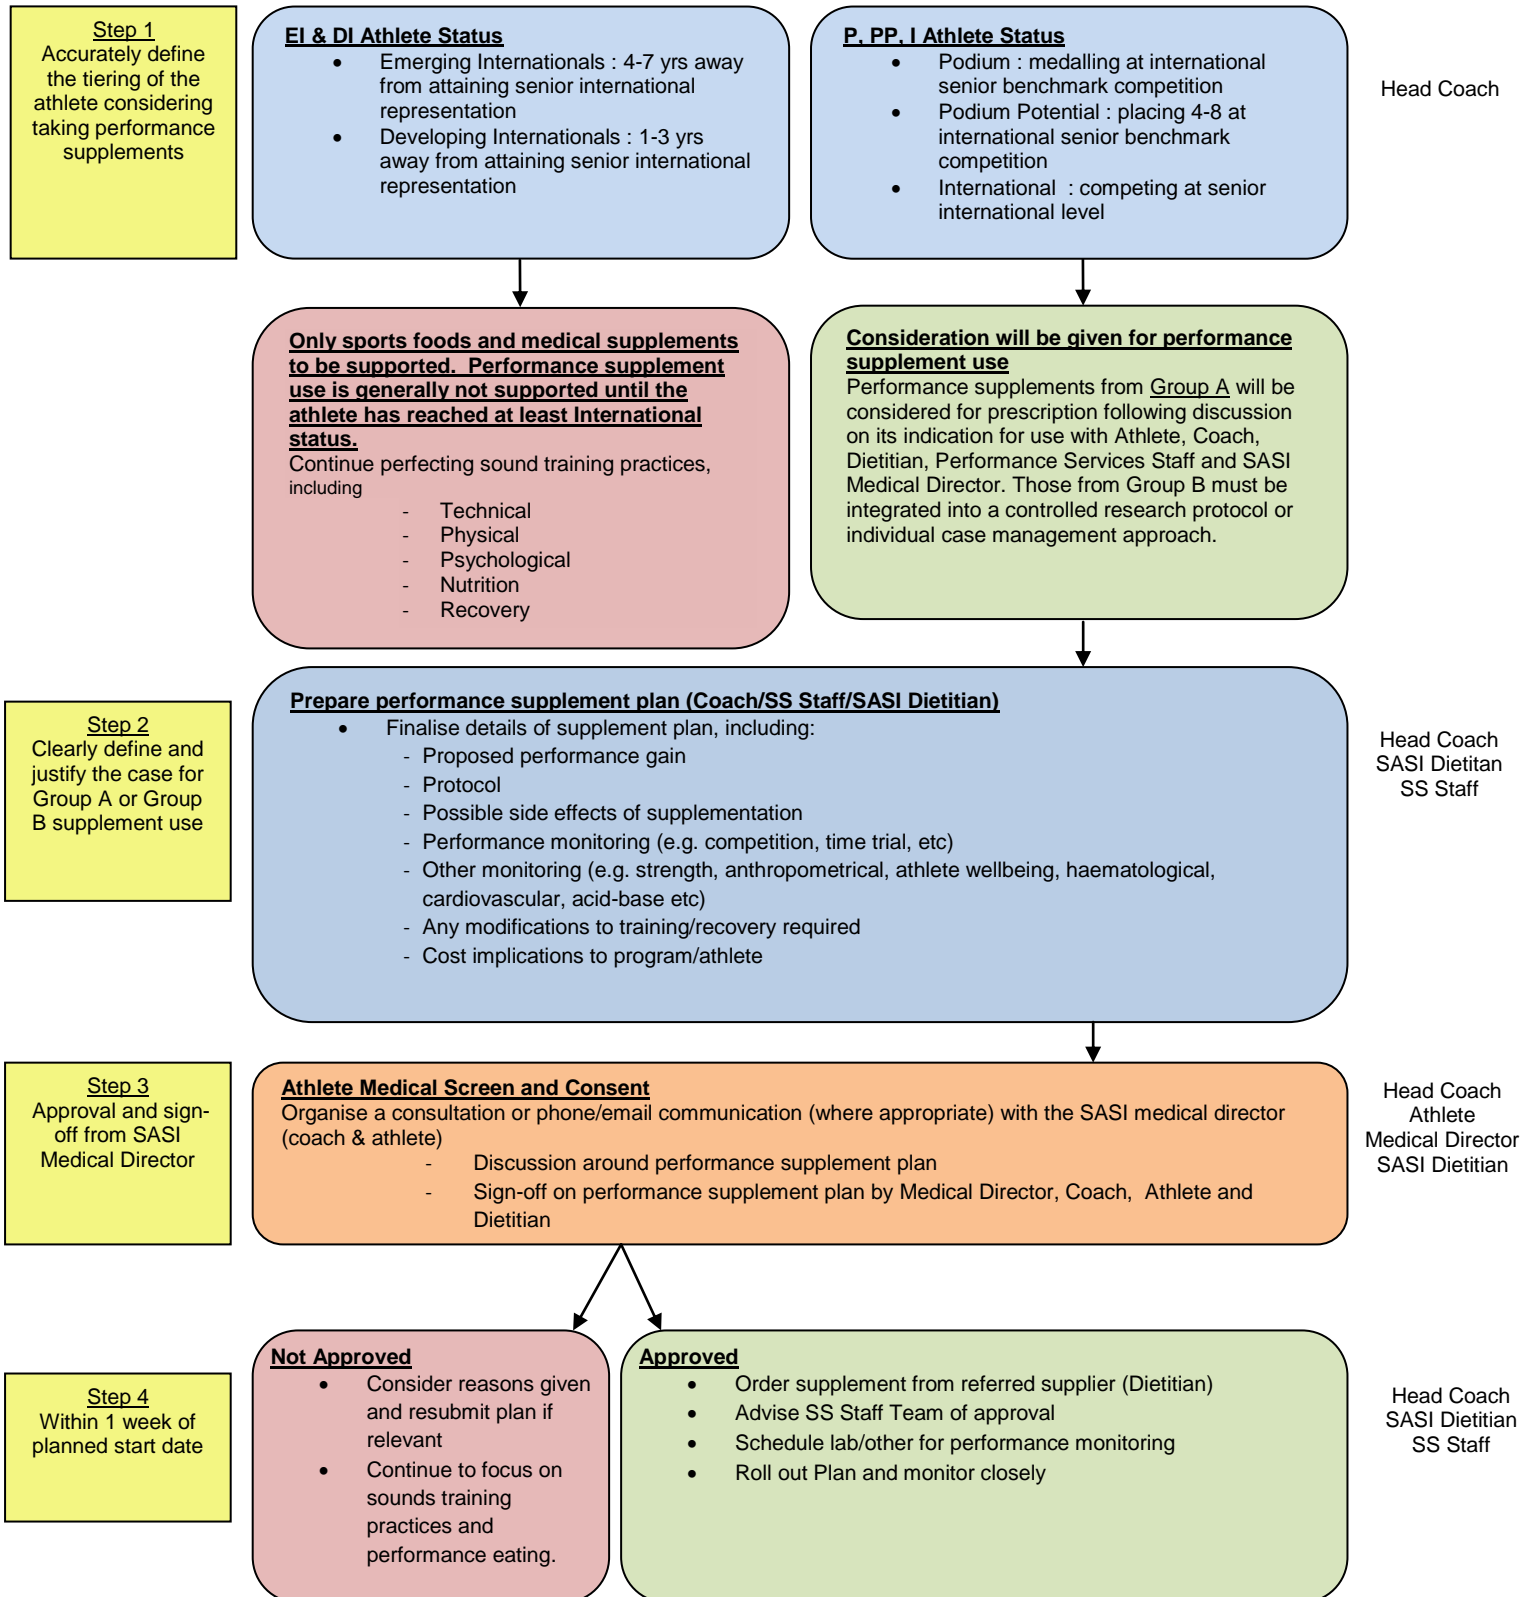 Step 1
Accurately define
the tiering of the
athlete considering
taking performance
supplements
EI & DI Athlete Status
• Emerging Internationals : 4-7 yrs away
from attaining senior international
representation
• Developing Internationals : 1-3 yrs
away from attaining senior international
representation
P, PP, I Athlete Status
• Podium : medalling at international
senior benchmark competition
• Podium Potential : placing 4-8 at
international senior benchmark
competition
• International : competing at senior
international level
Head Coach
Only sports foods and medical supplements
to be supported. Performance supplement
use is generally not supported until the
athlete has reached at least International
status.
Continue perfecting sound training practices,
including
- Technical
- Physical
- Psychological
- Nutrition
- Recovery
Consideration will be given for performance
supplement use
Performance supplements from Group A will be
considered for prescription following discussion
on its indication for use with Athlete, Coach,
Dietitian, Performance Services Staff and SASI
Medical Director. Those from Group B must be
integrated into a controlled research protocol or
individual case management approach.
Step 2
Clearly define and
justify the case for
Group A or Group
B supplement use
Prepare performance supplement plan (Coach/SS Staff/SASI Dietitian)
• Finalise details of supplement plan, including:
- Proposed performance gain
- Protocol
- Possible side effects of supplementation
- Performance monitoring (e.g. competition, time trial, etc)
- Other monitoring (e.g. strength, anthropometrical, athlete wellbeing, haematological,
cardiovascular, acid-base etc)
- Any modifications to training/recovery required
- Cost implications to program/athlete
Head Coach
SASI Dietitan
SS Staff
Step 3
Approval and sign-
off from SASI
Medical Director
Athlete Medical Screen and Consent
Organise a consultation or phone/email communication (where appropriate) with the SASI medical director
(coach & athlete)
- Discussion around performance supplement plan
- Sign-off on performance supplement plan by Medical Director, Coach, Athlete and
Dietitian
Head Coach
Athlete
Medical Director
SASI Dietitian
Step 4
Within 1 week of
planned start date
Not Approved
• Consider reasons given
and resubmit plan if
relevant
• Continue to focus on
sounds training
practices and
performance eating.
Approved
• Order supplement from referred supplier (Dietitian)
• Advise SS Staff Team of approval
• Schedule lab/other for performance monitoring
• Roll out Plan and monitor closely
Head Coach
SASI Dietitian
SS Staff